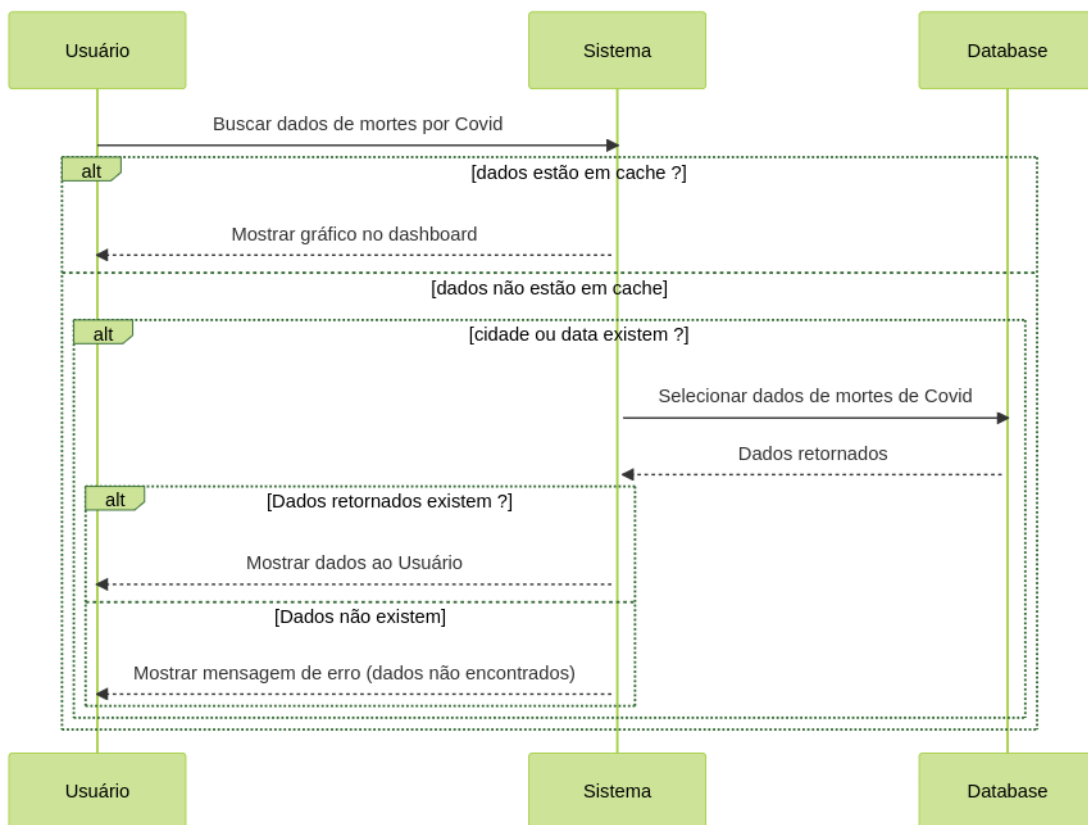 Usuário
Sistema
Database
Buscar dados de mortes por Covid
alt
[dados estão em cache ?]
Mostrar gráfico no dashboard
[dados não estão em cache]
alt
[cidade ou data existem ?]
Selecionar dados de mortes de Covid
Dados retornados
alt
[Dados retornados existem ?]
Mostrar dados ao Usuário
[Dados não existem]
Mostrar mensagem de erro (dados não encontrados)
Usuário
Sistema
Database